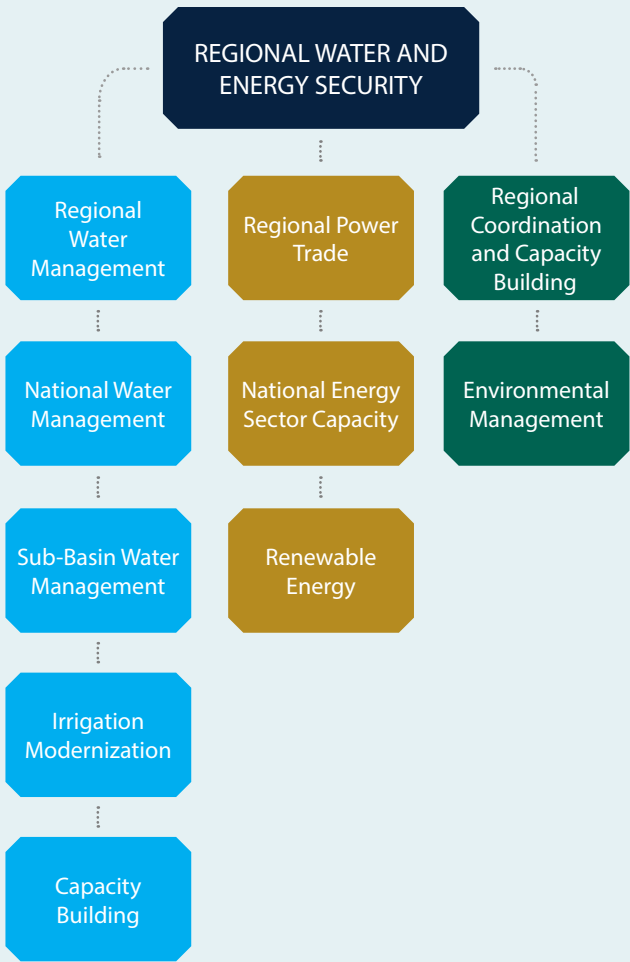 REGIONAL WATER AND
ENERGY SECURITY
Regional
Water
Management
National Water
Management
Sub-Basin Water
Management
Irrigation
Modernization
Capacity
Building
Regional Power
Trade
National Energy
Sector Capacity
Renewable
Energy
Regional
Coordination
and Capacity
Building
Environmental
Management